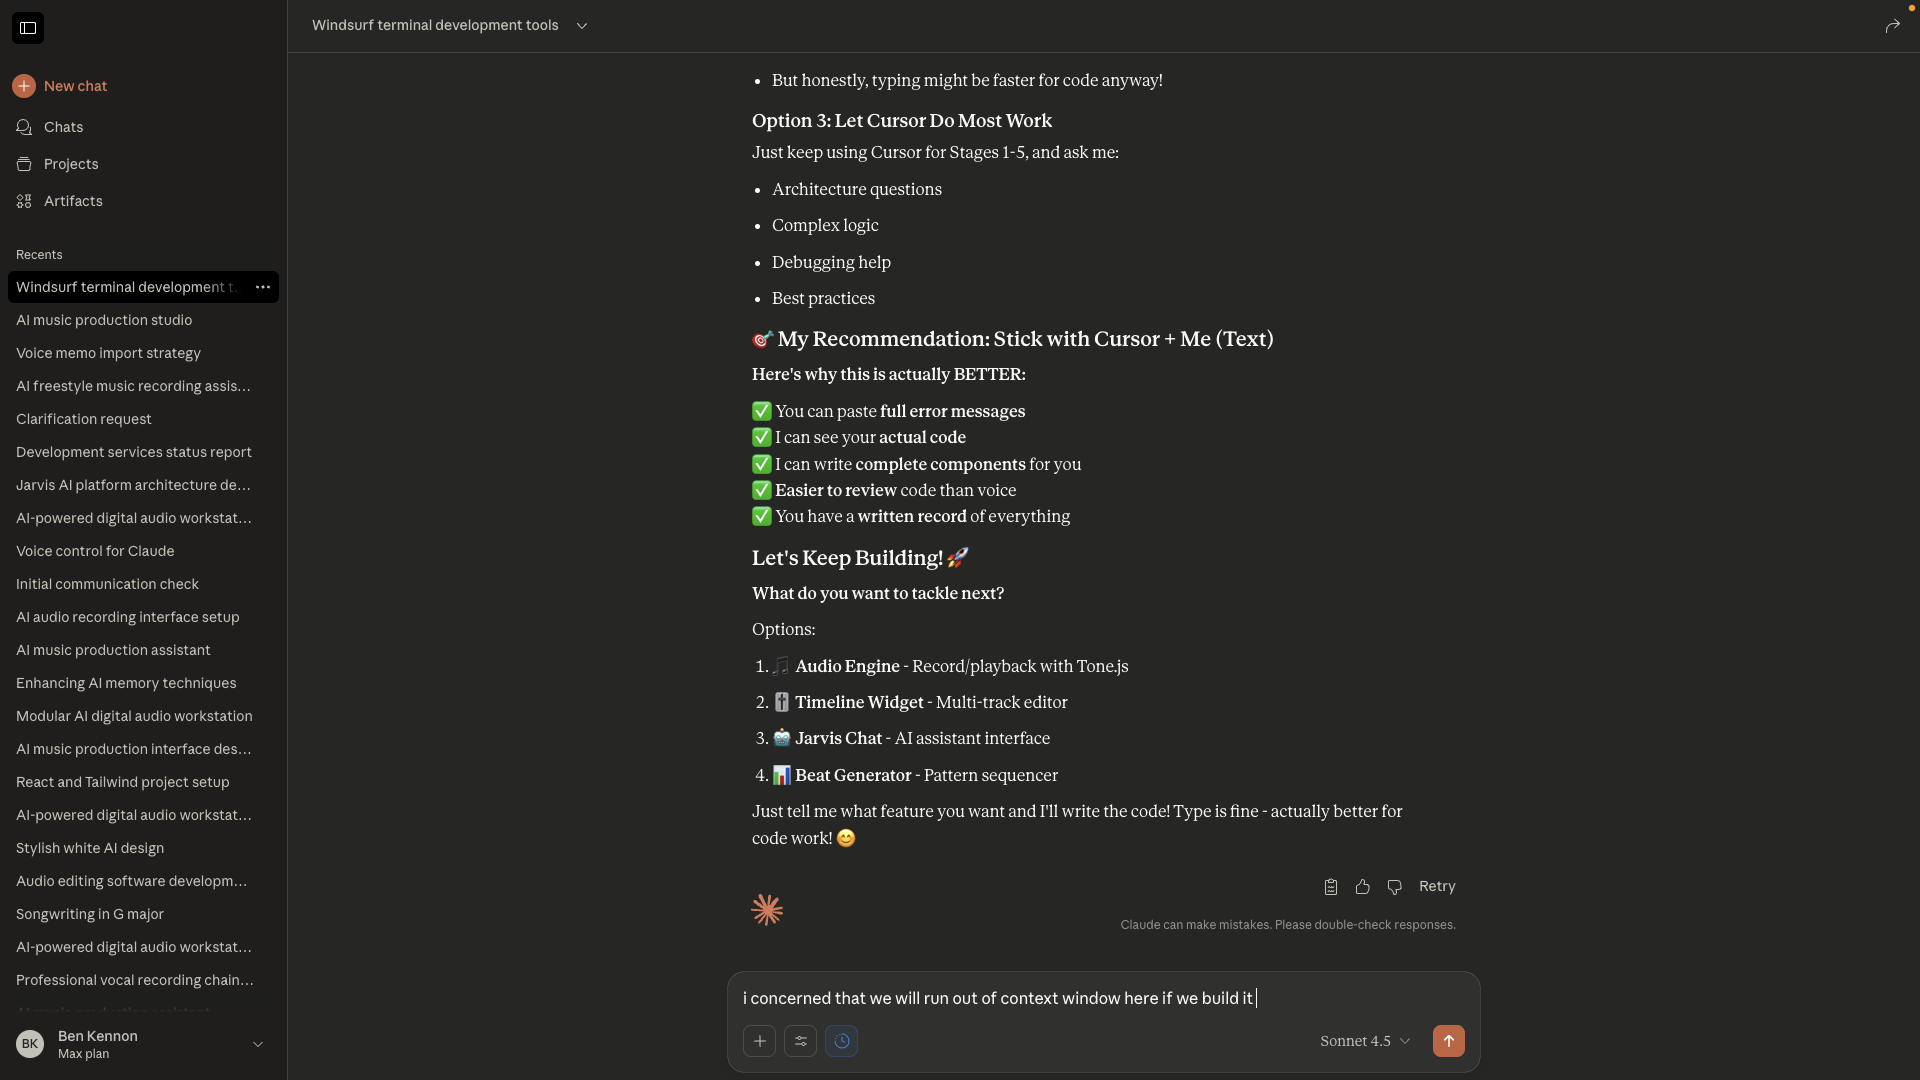 New chat
Chats
Projects
Artifacts
Recents
Windsurf terminal development t
AI music production studio
Voice memo import strategy
AI freestyle music recording assis...
Clarification request
Development services status report
Jarvis AI platform architecture de...
AI-powered digital audio workstat...
Voice control for Claude
Initial communication check
AI audio recording interface setup
AI music production assistant
Enhancing AI memory techniques
Modular AI digital audio workstation
AI music production interface des...
React and Tailwind project setup
AI-powered digital audio workstat...
Stylish white AI design
Audio editing software developm...
Songwriting in G major
AI-powered digital audio workstat...
Professional vocal recording chain...
BK
Ben Kennon
Max plan
Windsurf terminal development tools
• But honestly, typing might be faster for code anyway!
Option 3: Let Cursor Do Most Work
Just keep using Cursor for Stages 1-5, and ask me:
• Architecture questions
• Complex logic
• Debugging help
• Best practices
🎯 My Recommendation: Stick with Cursor + Me (Text)
Here's why this is actually BETTER:
✅ You can paste full error messages
✅ I can see your actual code
✅ I can write complete components for you
✅ Easier to review code than voice
✅ You have a written record of everything
Let's Keep Building! 🚀
What do you want to tackle next?
Options:
1. 🎵 Audio Engine - Record/playback with Tone.js
2. 🎚️ Timeline Widget - Multi-track editor
3. 🤖 Jarvis Chat - AI assistant interface
4. 📊 Beat Generator - Pattern sequencer
Just tell me what feature you want and I'll write the code! Type is fine - actually better for
code work! 😊
Retry
Claude can make mistakes. Please double-check responses.
i concerned that we will run out of context window here if we build it
Sonnet 4.5